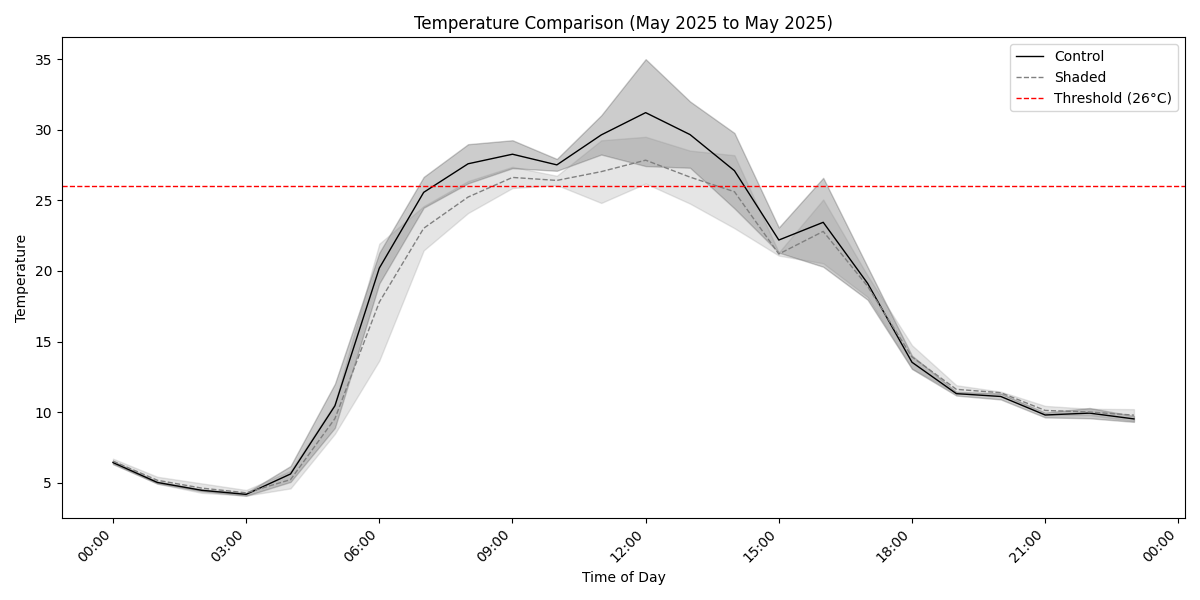 Temperature Comparison (May 2025 to May 2025)
Control
Shaded
Threshold (26°C)
Temperature
35
30
25
20
15
10
5
00:00
03:00
06:00
09:00
12:00
15:00
18:00
21:00
00:00
Time of Day